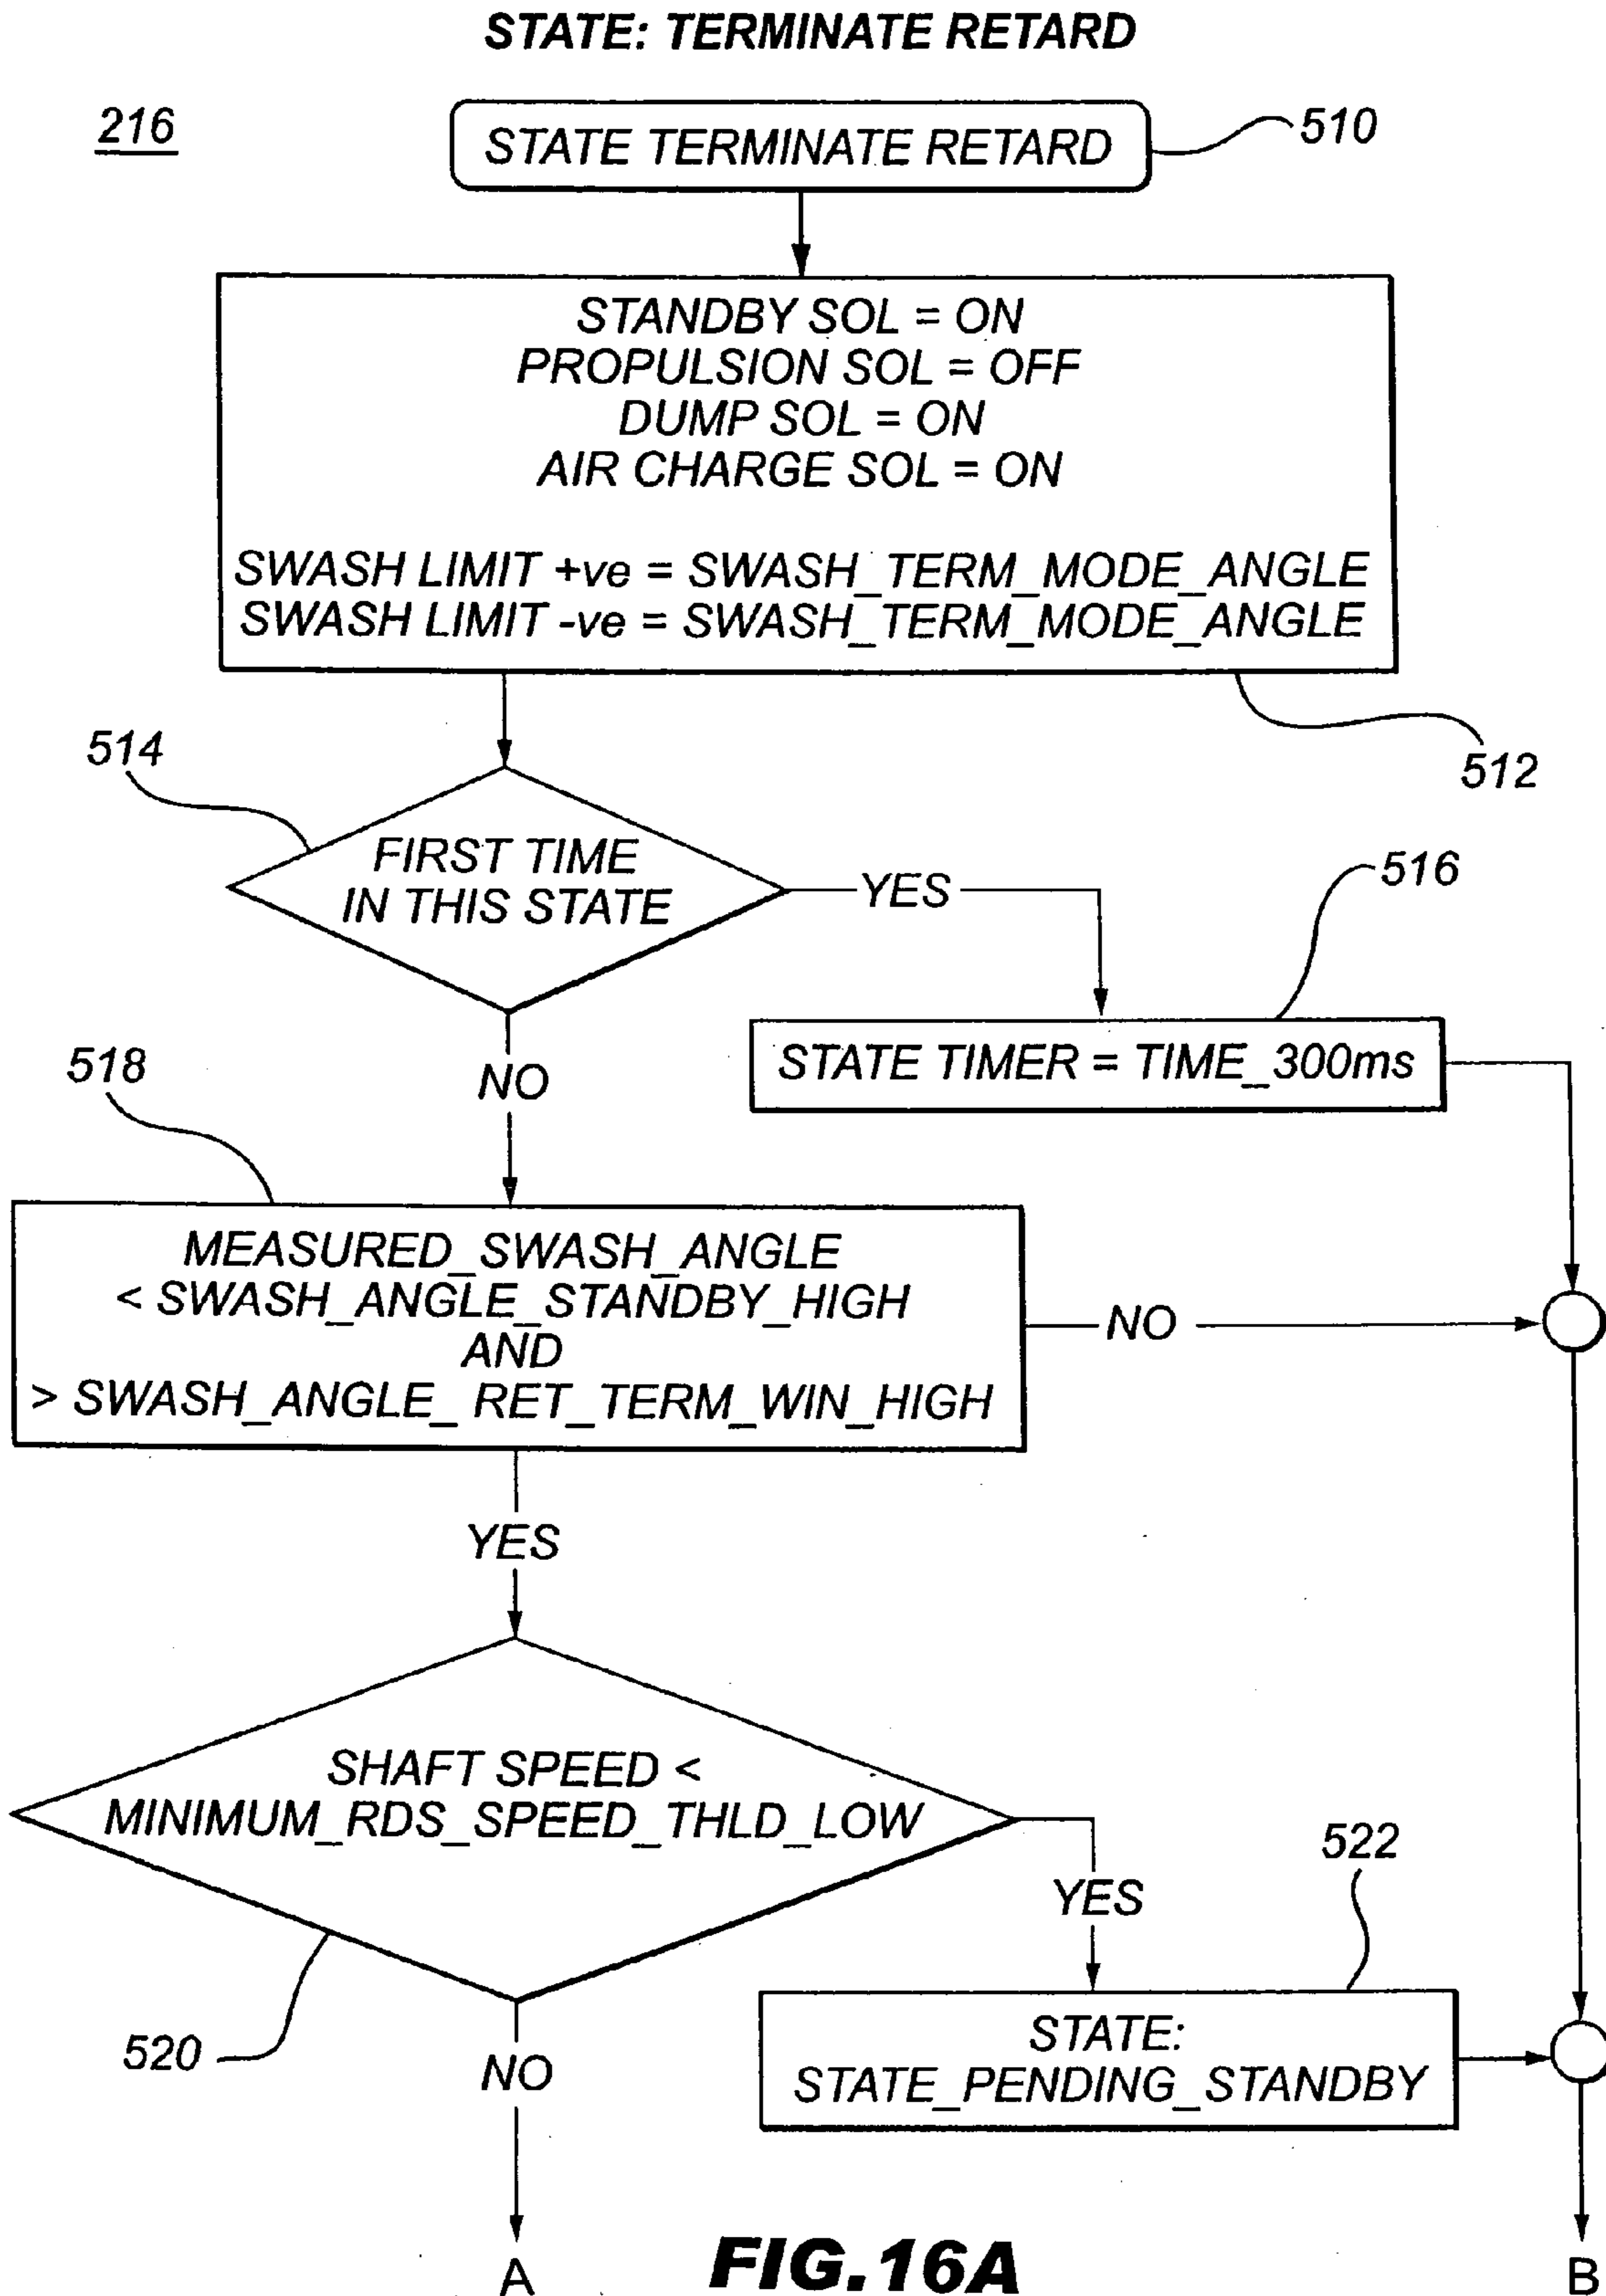 STATE: TERMINATE RETARD
216
STATE TERMINATE RETARD
510
STANDBY SOL = ON
PROPULSION SOL = OFF
DUMP SOL = ON
AIR CHARGE SOL = ON
SWASH LIMIT +ve = SWASH_TERM_MODE_ANGLE
SWASH LIMIT -ve = SWASH_TERM_MODE_ANGLE
512
514
FIRST TIME
IN THIS STATE
YES
516
STATE TIMER = TIME_300ms
NO
518
MEASURED_SWASH_ANGLE
< SWASH_ANGLE_STANDBY_HIGH
AND
> SWASH_ANGLE_ RET_TERM_WIN_HIGH
NO
YES
SHAFT SPEED <
MINIMUM_RDS_SPEED_THLD_LOW
YES
522
520
NO
STATE:
STATE_PENDING_STANDBY
A
FIG.16A
B